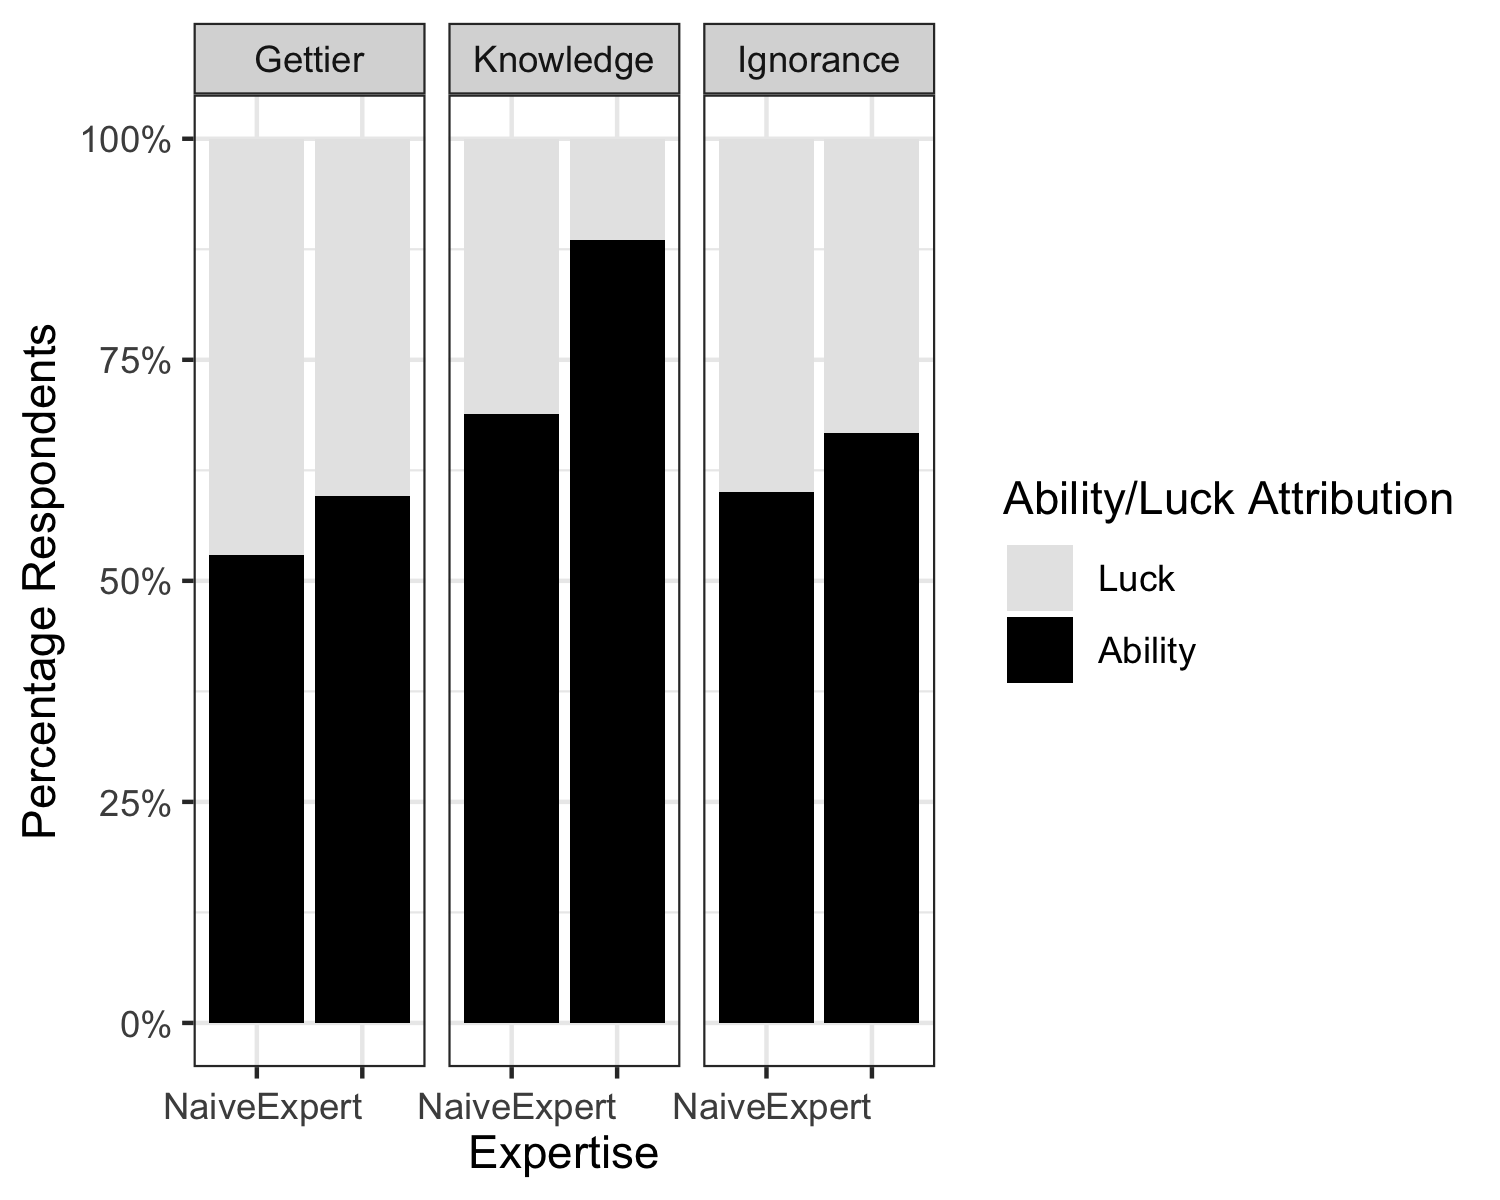 Gettier Knowledge Ignorance
100%
75%
50%
25%
0%
Percentage Respondents
NaiveExpert NaiveExpert NaiveExpert
Expertise
Ability/Luck Attribution
Luck
Ability